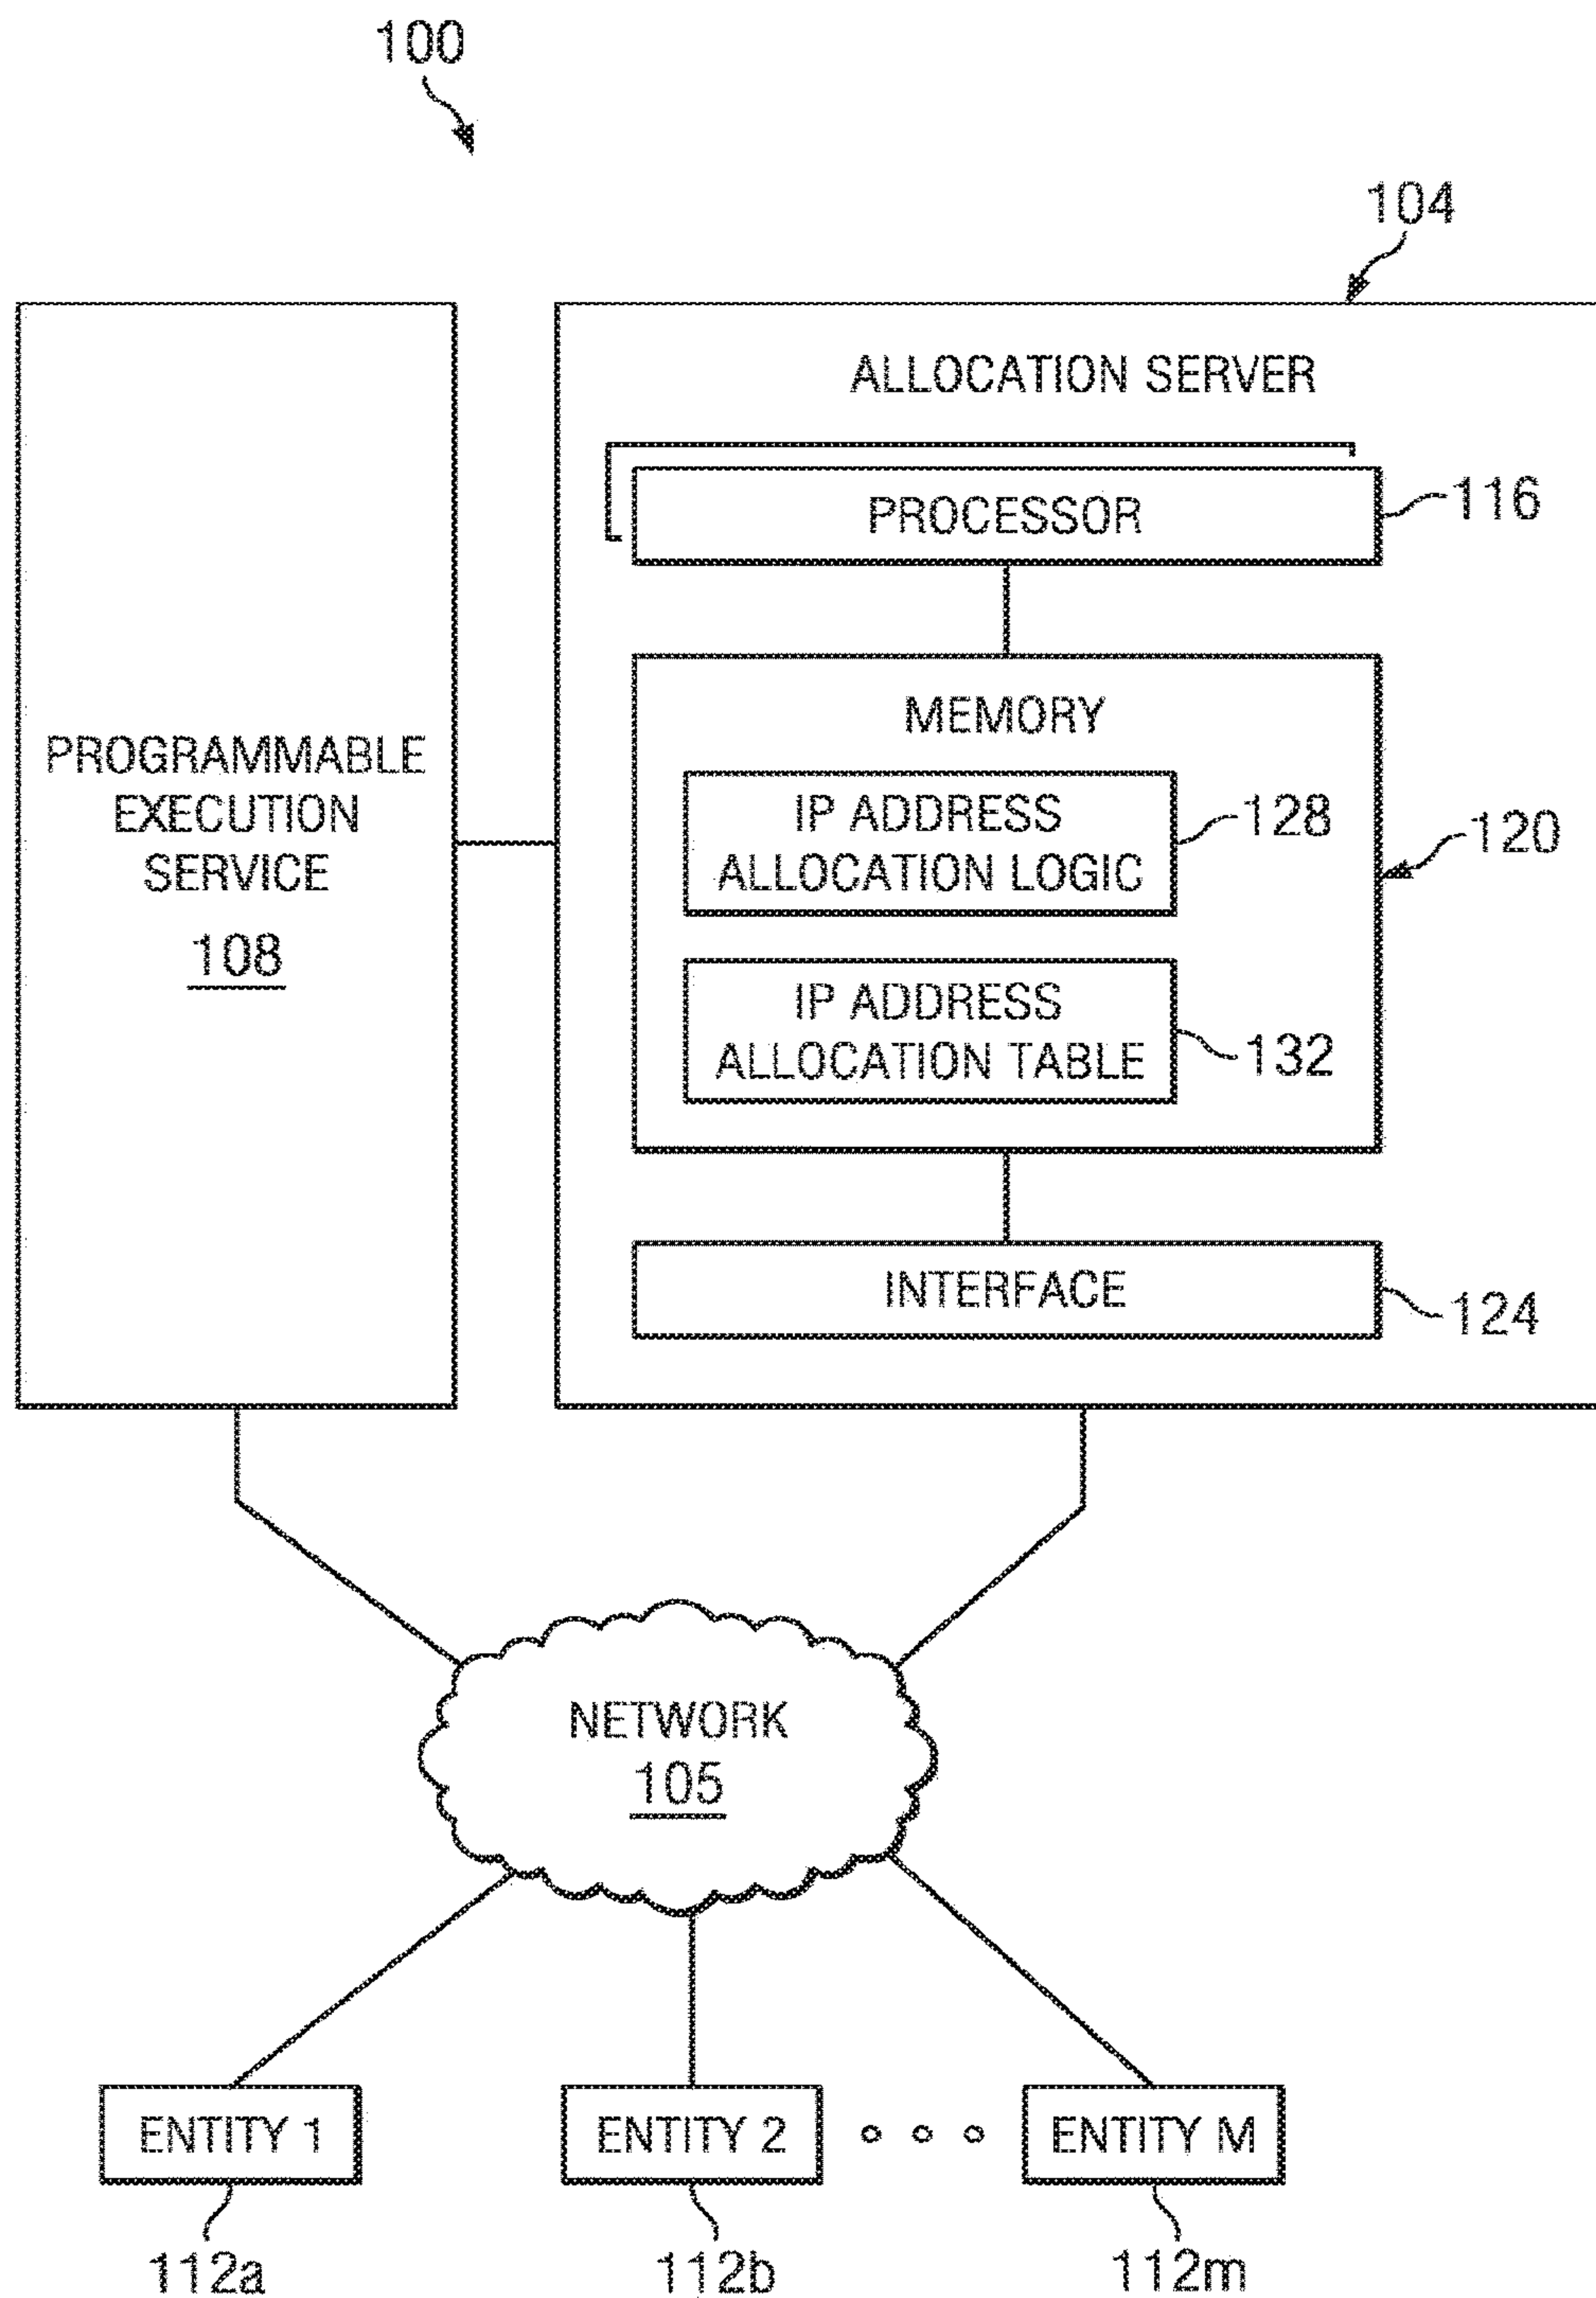 100
104
ALLOCATION SERVER
PROCESSOR
116
MEMORY
IP ADDRESS
ALLOCATION LOGIC
128
120
IP ADDRESS
ALLOCATION TABLE
132
INTERFACE
124
PROGRAMMABLE
EXECUTION
SERVICE
108
NETWORK
105
ENTITY 1
ENTITY 2
ENTITY M
112a
112b
112m